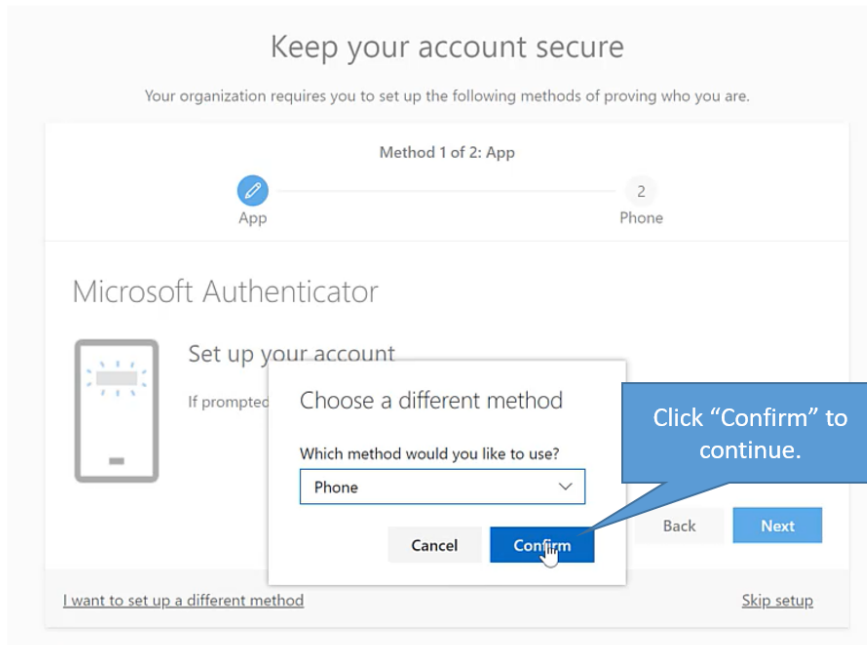 Keep your account secure
Your organization requires you to set up the following methods of proving who you are.
Method 1 of 2: App
2
App
Phone
Microsoft Authenticator
Set up your account
If prompted
Choose a different method
Which method would you like to use?
Phone
Cancel
Confirm
Click “Confirm” to
continue.
Back
Next
I want to set up a different method
Skip setup